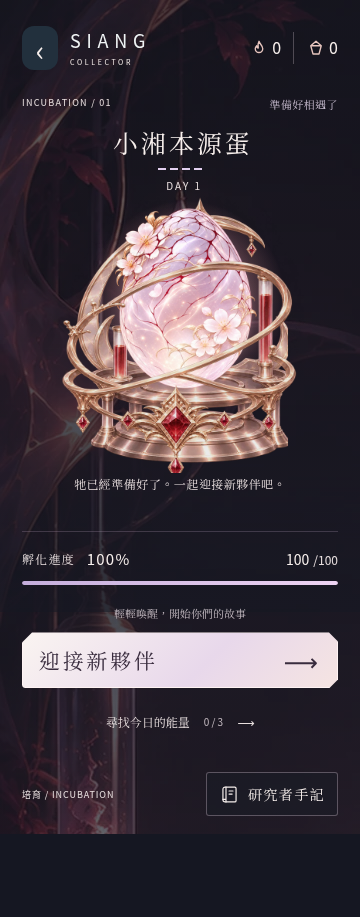 SIANG
COLLECTOR
0
0
INCUBATION / 01
準備好相遇了
小湘本源蛋
DAY 1
牠已經準備好了。一起迎接新夥伴吧。
孵化進度 100%
100 /100
輕輕喚醒，開始你們的故事
迎接新夥伴 →
尋找今日的能量 0 / 3 →
培育 / INCUBATION
研究者手記